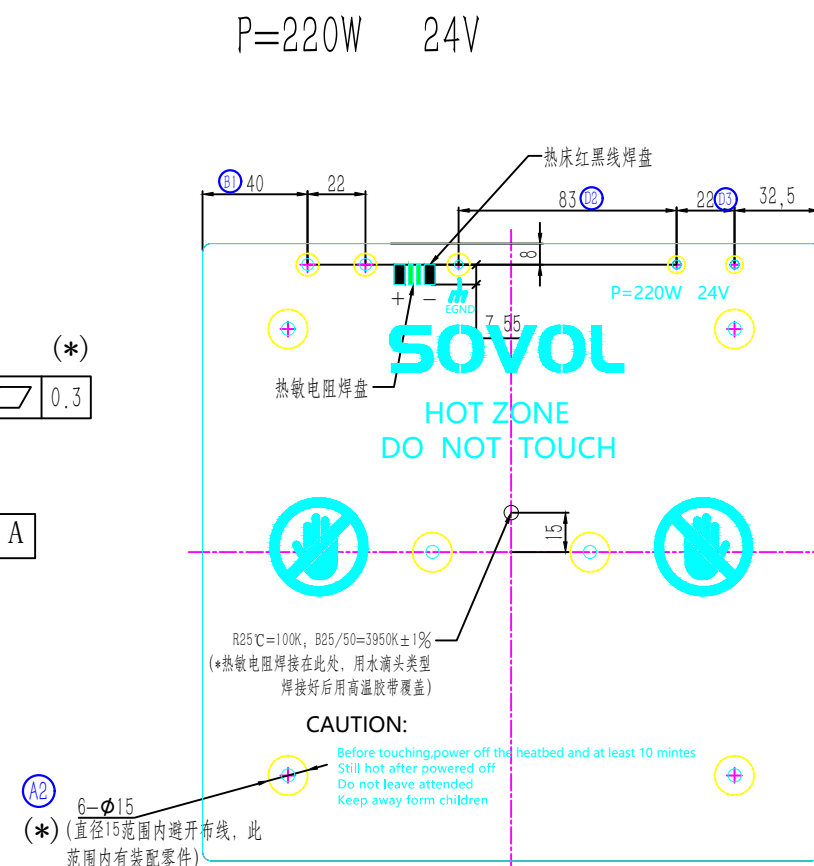 P=220W 24V
热床红黑线焊盘
B1 40
22
83 D2
22 D3
32,5
8
+ -
EGND
P=220W 24V
7,55
(*)
SOVOL
0.3
热敏电阻焊盘
HOT ZONE
DO NOT TOUCH
A
15
R25℃=100K, B25/50=3950K±1%
(*热敏电阻焊接在此处, 用水滴头类型
焊接好后用高温胶带覆盖)
CAUTION:
Before touching,power off the heatbed and at least 10 mintes
Still hot after powered off
Do not leave attended
Keep away form children
A2
6-Φ15
(*) (直径15范围内避开布线, 此
范围内有装配零件)